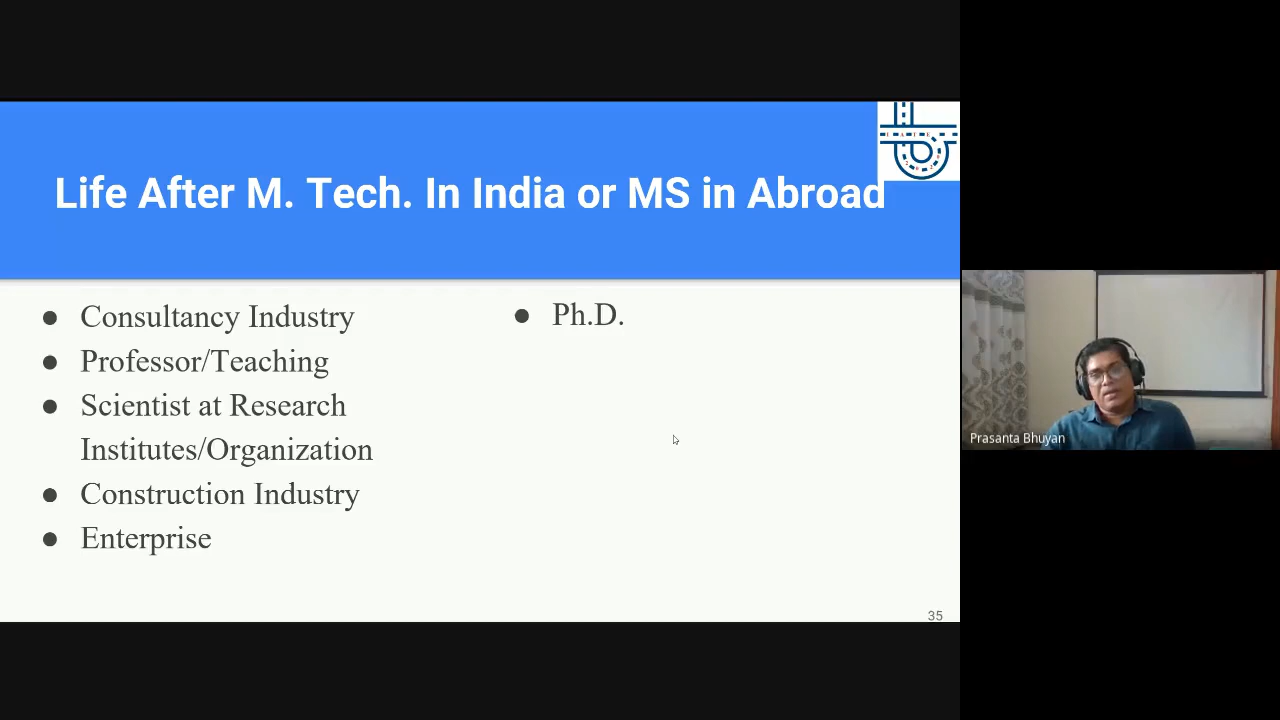 Life After M. Tech. In India or MS in Abroad
● Consultancy Industry
● Professor/Teaching
● Scientist at Research
Institutes/Organization
● Construction Industry
● Enterprise
● Ph.D.
35
Prasanta Bhuyan